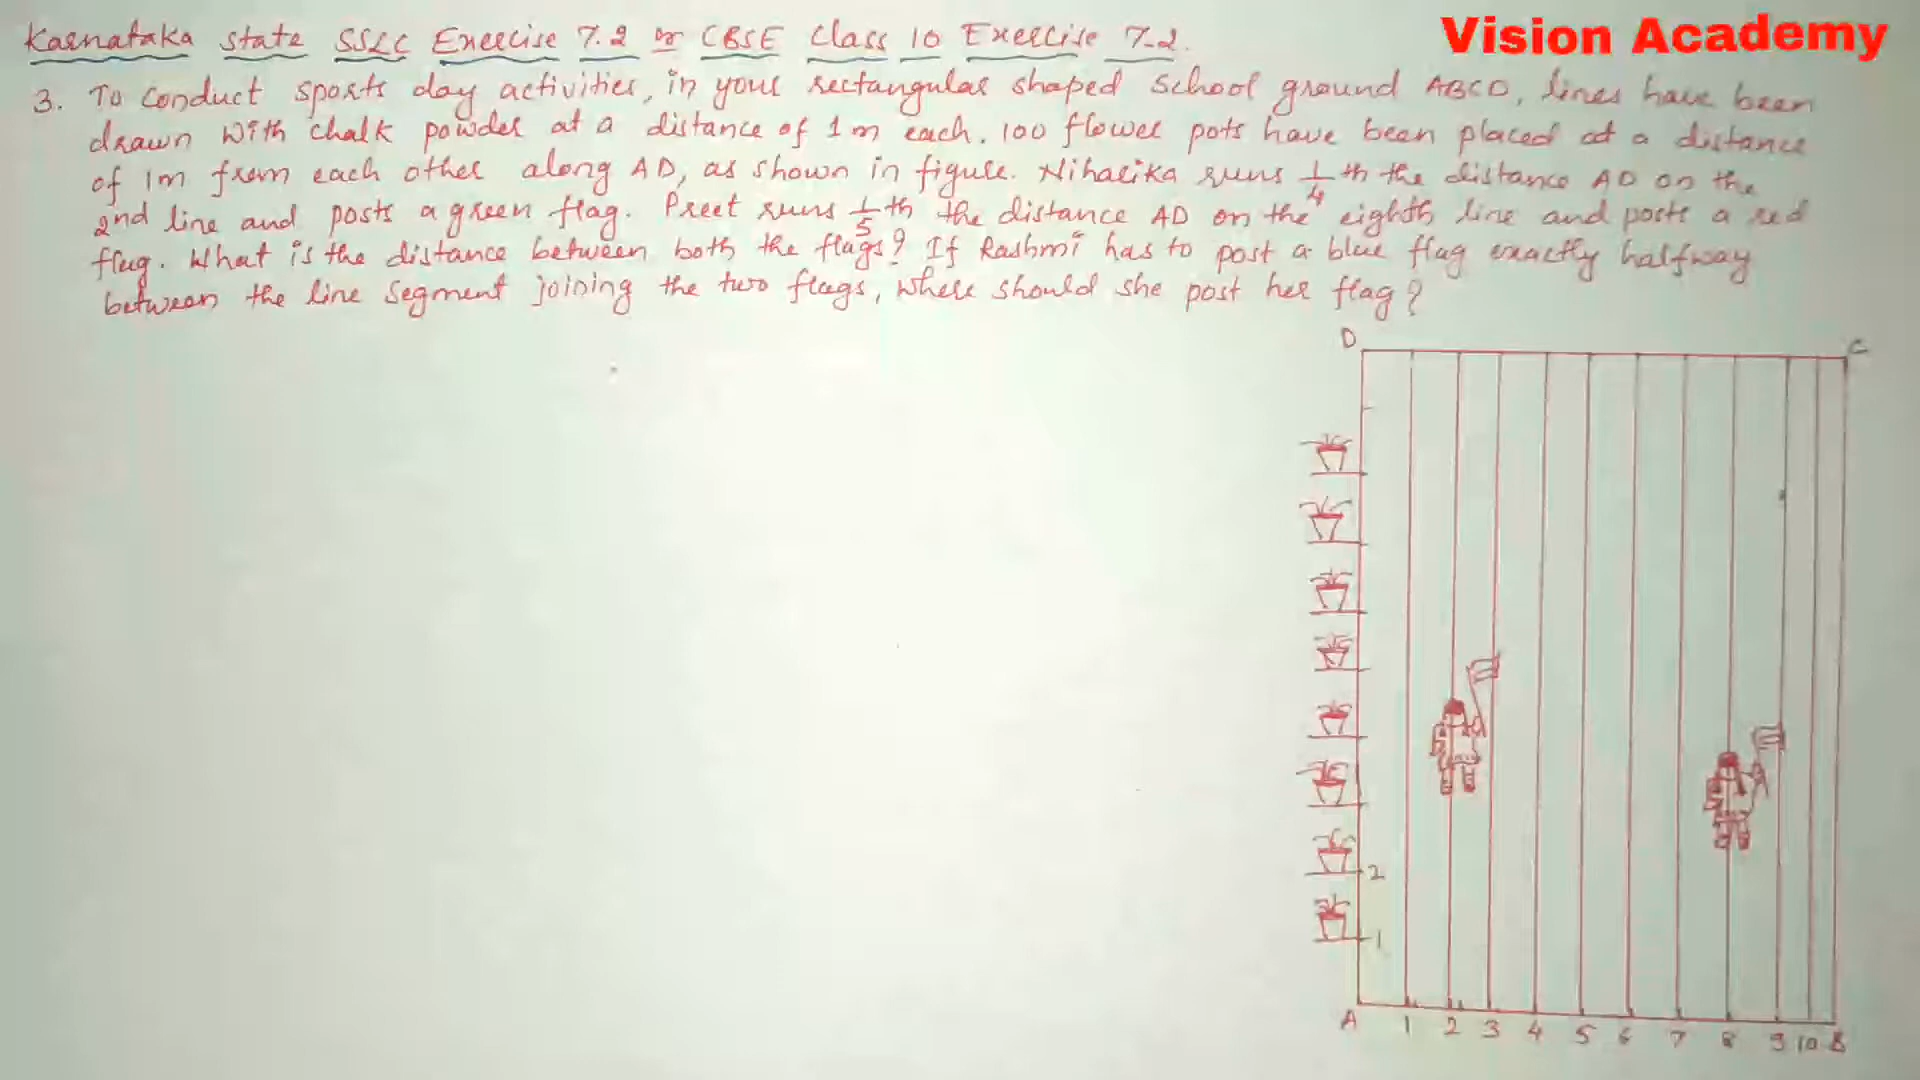 Karnataka state SSLC Exercise 7.2 or CBSE Class 10 Exercise 7.2.
Vision Academy
3. To conduct sports day activities, in your rectangular shaped School ground ABCD, lines have been
drawn with chalk powder at a distance of 1m each. 100 flower pots have been placed at a distance
of 1m from each other along AD, as shown in figure. Niharika runs 1/4 th the distance AD on the
2nd line and posts a green flag. Preet runs 1/5 th the distance AD on the eighth line and posts a red
flag. What is the distance between both the flags? If Rashmi has to post a blue flag exactly halfway
between the line segment joining the two flags, where should she post her flag?
D C
2
1
A 1 2 3 4 5 6 7 8 9 10 B